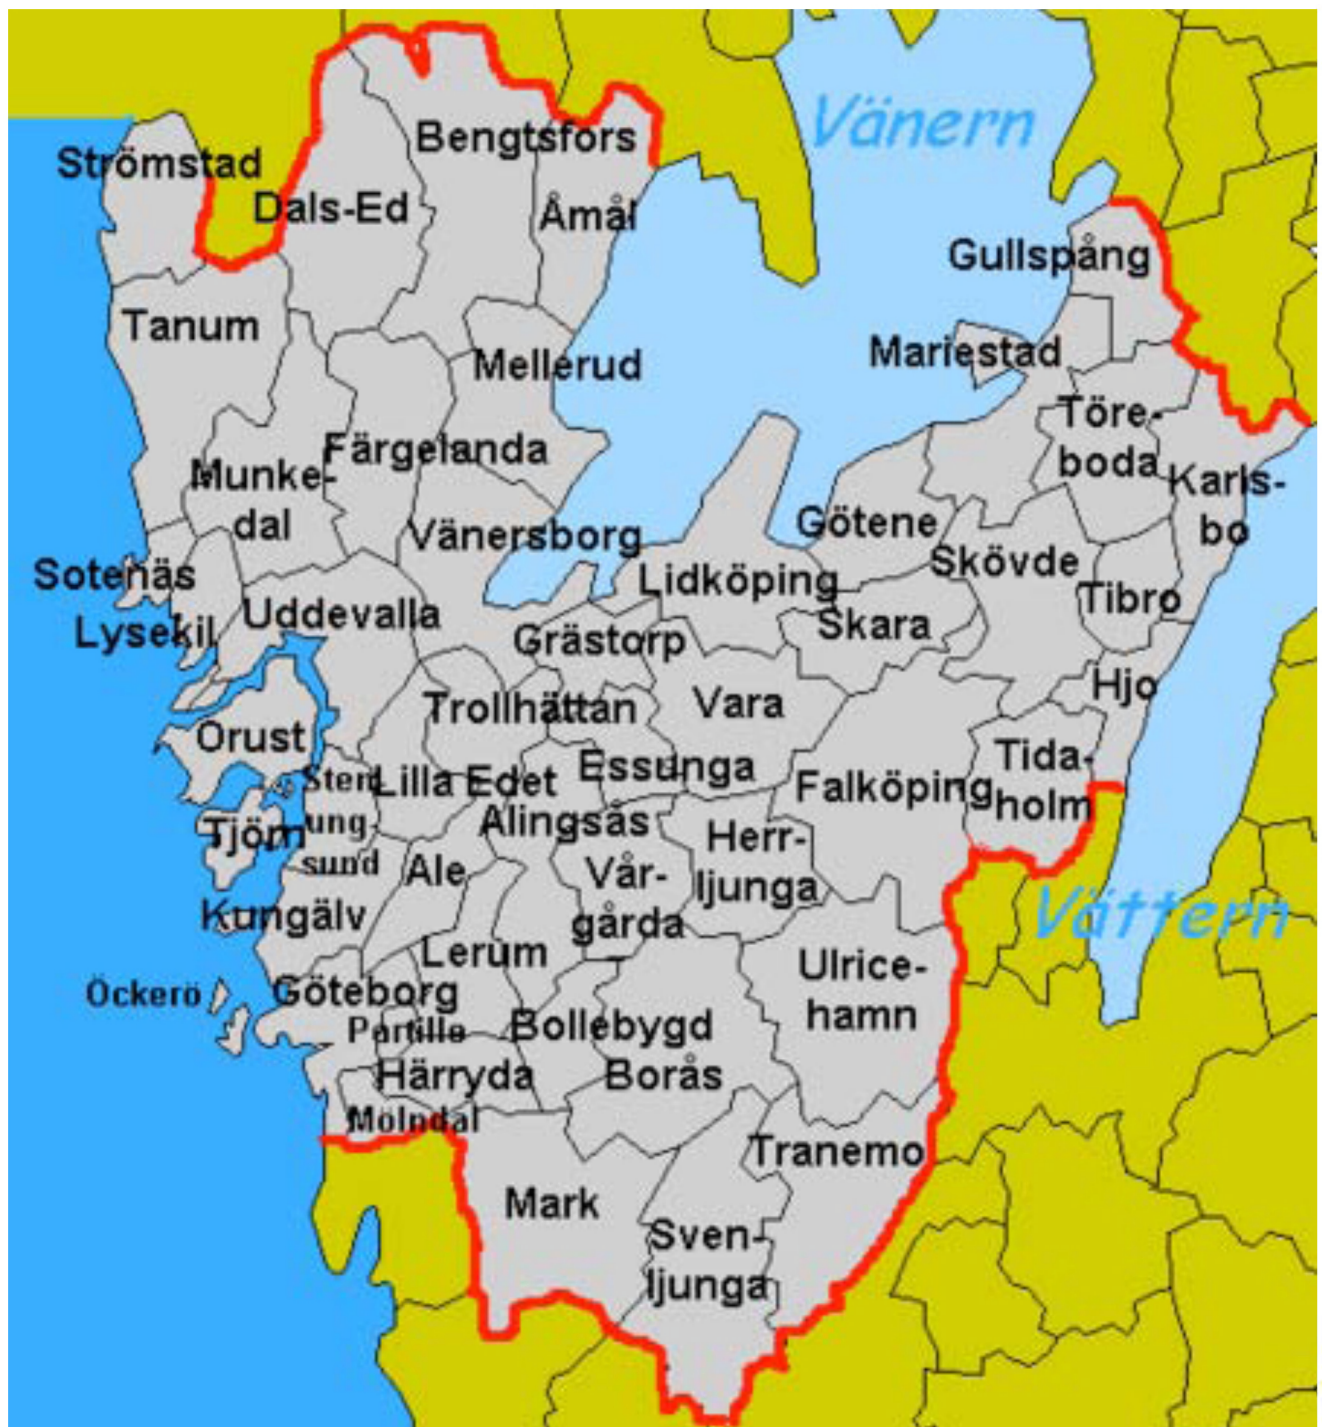 Vänern
Bengtsfors
Strömstad
Dals-Ed
Åmål
Gullspång
Tanum
Mariestad
Mellerud
Töre-
boda
Färgelanda
Munke-
dal
Karls-
bo
Götene
Vänersborg
Skövde
Sotenäs
Lidköping
Tibro
Uddevalla
Lysekil
Grästorp
Skara
Hjo
Trollhättan
Vara
Orust
Tida-
holm
Essunga
Sten
ung-
sund
Lilla Edet
Falköping
Tjörn
Alingsås
Herr-
ljunga
Ale
Vår-
gårda
Kungälv
Vättern
Lerum
Ulrice-
hamn
Öckerö
Göteborg
Partille
Bollebygd
Härryda
Borås
Mölndal
Tranemo
Mark
Sven-
ljunga